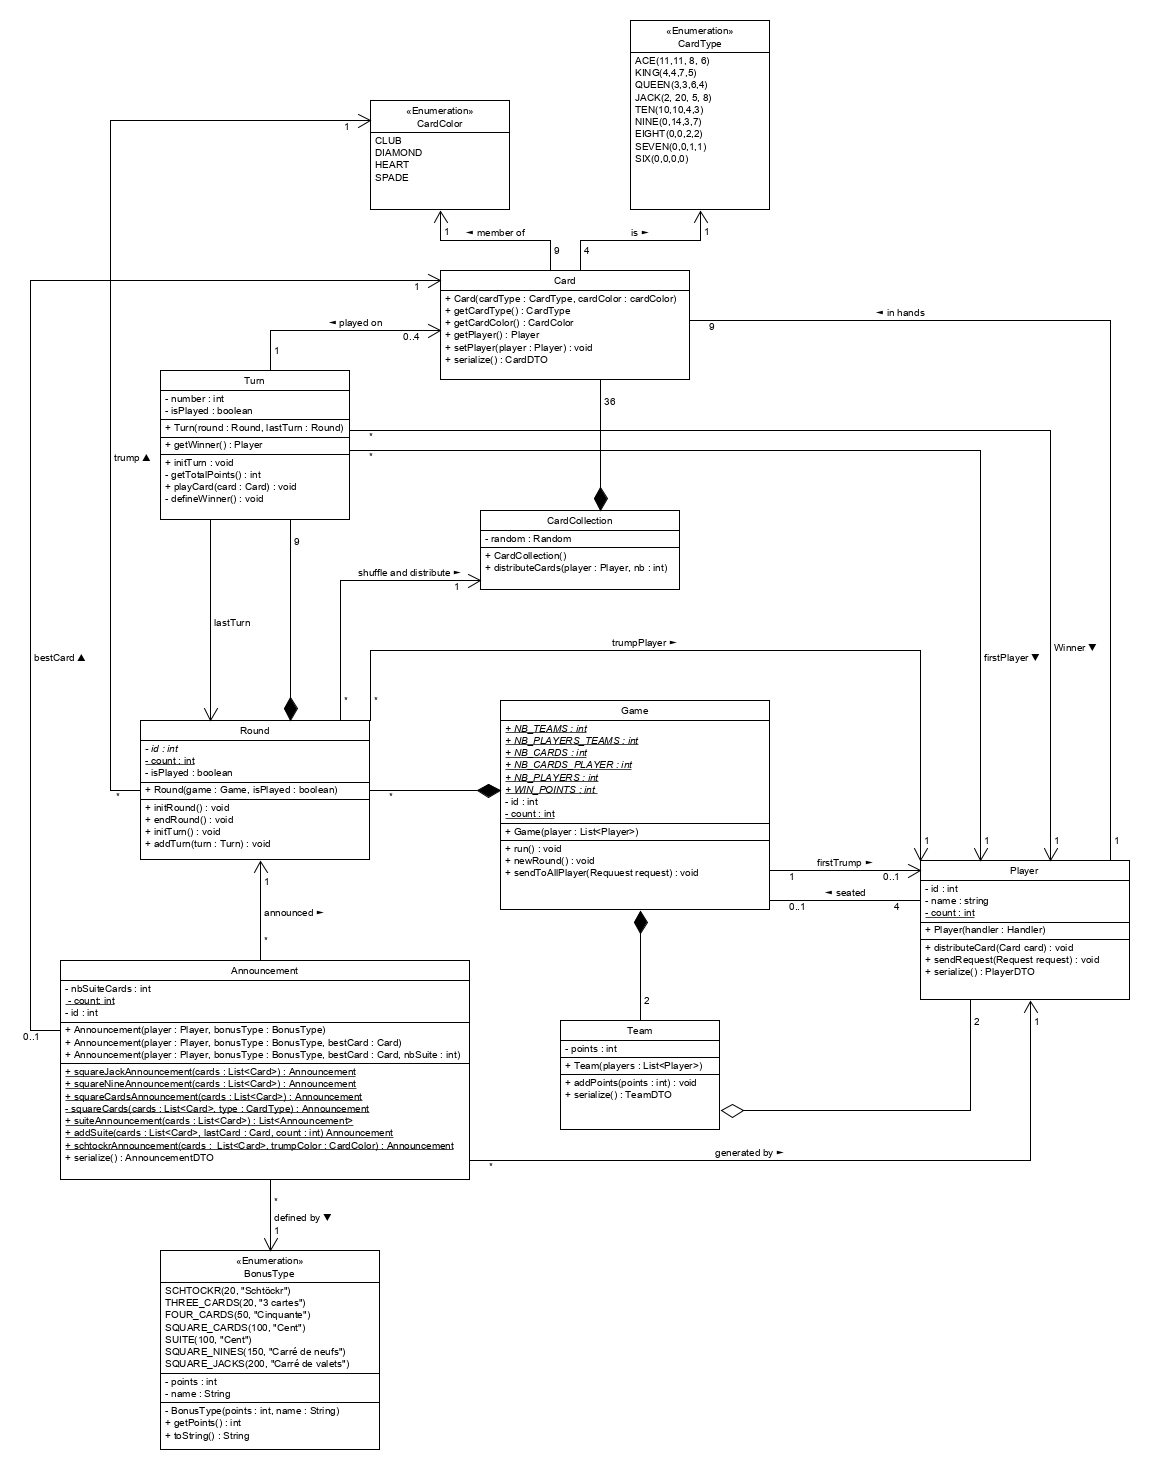 «Enumeration»
CardType
ACE(11,11, 8, 6)
KING(4,4,7,5)
QUEEN(3,3,6,4)
JACK(2, 20, 5, 8)
TEN(10,10,4,3)
NINE(0,14,3,7)
EIGHT(0,0,2,2)
SEVEN(0,0,1,1)
SIX(0,0,0,0)
«Enumeration»
CardColor
CLUB
DIAMOND
HEART
SPADE
1
1
◄ member of
is ►
1
9
4
Card
+ Card(cardType : CardType, cardColor : cardColor)
+ getCardType() : CardType
+ getCardColor() : CardColor
+ getPlayer() : Player
+ setPlayer(player : Player) : void
+ serialize() : CardDTO
1
◄ played on
0..4
1
◄ in hands
9
36
Turn
- number : int
- isPlayed : boolean
+ Turn(round : Round, lastTurn : Round)
+ getWinner() : Player
+ initTurn : void
- getTotalPoints() : int
+ playCard(card : Card) : void
- defineWinner() : void
*
*
trump ▲
9
CardCollection
- random : Random
+ CardCollection()
+ distributeCards(player : Player, nb : int)
shuffle and distribute ►
1
lastTurn
bestCard ▲
trumpPlayer ►
firstPlayer ▼
Winner ▼
*
*
Round
- id : int
- count : int
- isPlayed : boolean
+ Round(game : Game, isPlayed : boolean)
+ initRound() : void
+ endRound() : void
+ initTurn() : void
+ addTurn(turn : Turn) : void
*
*
Game
+ NB_TEAMS : int
+ NB_PLAYERS_TEAMS : int
+ NB_CARDS : int
+ NB_CARDS_PLAYER : int
+ NB_PLAYERS : int
+ WIN_POINTS : int
- id : int
- count : int
+ Game(player : List<Player>)
+ run() : void
+ newRound() : void
+ sendToAllPlayer(Requuest request) : void
1
1
1
1
firstTrump ►
1
0..1
◄ seated
0..1
4
Player
- id : int
- name : string
- count : int
+ Player(handler : Handler)
+ distributeCard(Card card) : void
+ sendRequest(Request request) : void
+ serialize() : PlayerDTO
1
announced ►
*
Announcement
- nbSuiteCards : int
- count: int
- id : int
+ Announcement(player : Player, bonusType : BonusType)
+ Announcement(player : Player, bonusType : BonusType, bestCard : Card)
+ Announcement(player : Player, bonusType : BonusType, bestCard : Card, nbSuite : int)
+ squareJackAnnouncement(cards : List<Card>) : Announcement
+ squareNineAnnouncement(cards : List<Card>) : Announcement
+ squareCardsAnnouncement(cards : List<Card>) : Announcement
- squareCards(cards : List<Card>, type : CardType) : Announcement
+ suiteAnnouncement(cards : List<Card>) : List<Announcement>
+ addSuite(cards : List<Card>, lastCard : Card, count : int) Announcement
+ schtockrAnnouncement(cards : List<Card>, trumpColor : CardColor) : Announcement
+ serialize() : AnnouncementDTO
0..1
2
Team
- points : int
+ Team(players : List<Player>)
+ addPoints(points : int) : void
+ serialize() : TeamDTO
2
1
generated by ►
*
*
defined by ▼
1
«Enumeration»
BonusType
SCHTOCKR(20, "Schtöckr")
THREE_CARDS(20, "3 cartes")
FOUR_CARDS(50, "Cinquante")
SQUARE_CARDS(100, "Cent")
SUITE(100, "Cent")
SQUARE_NINES(150, "Carré de neufs")
SQUARE_JACKS(200, "Carré de valets")
- points : int
- name : String
- BonusType(points : int, name : String)
+ getPoints() : int
+ toString() : String